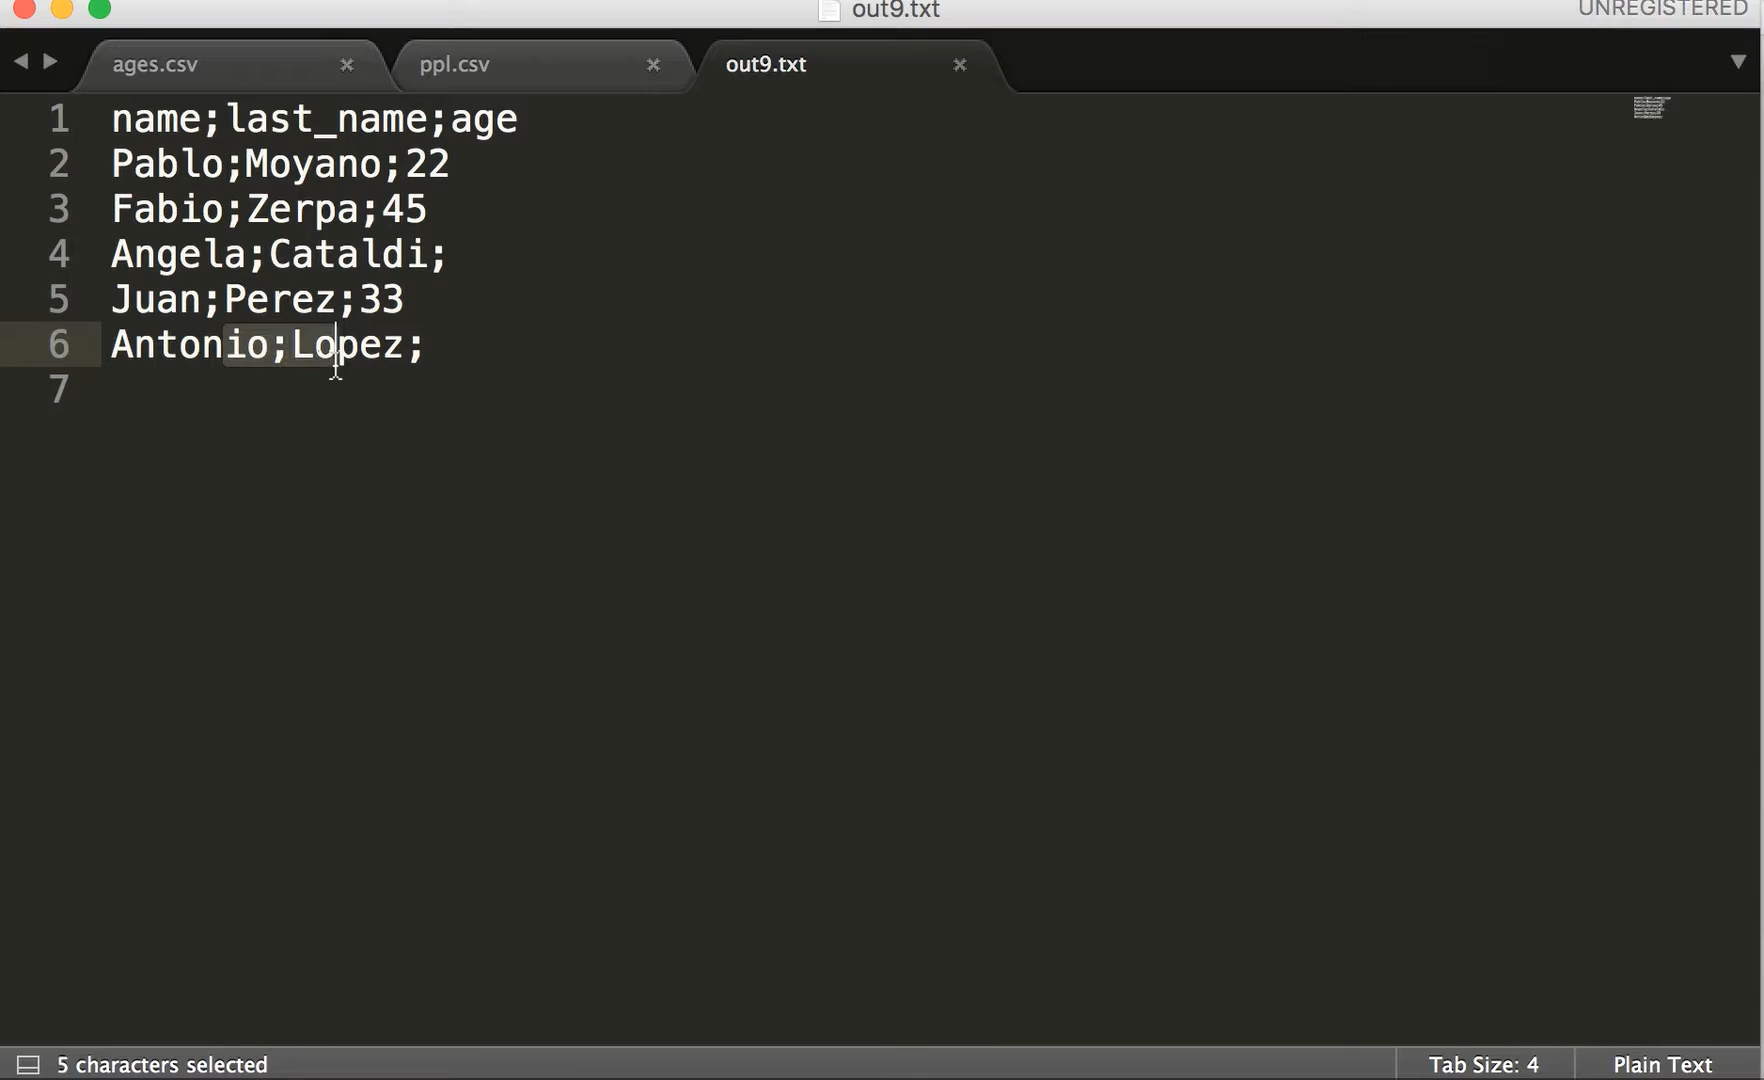 out9.txt
UNREGISTERED
ages.csv
ppl.csv
out9.txt
1 name;last_name;age
2 Pablo;Moyano;22
3 Fabio;Zerpa;45
4 Angela;Cataldi;
5 Juan;Perez;33
6 Antonio;Lopez;
7
5 characters selected
Tab Size: 4
Plain Text